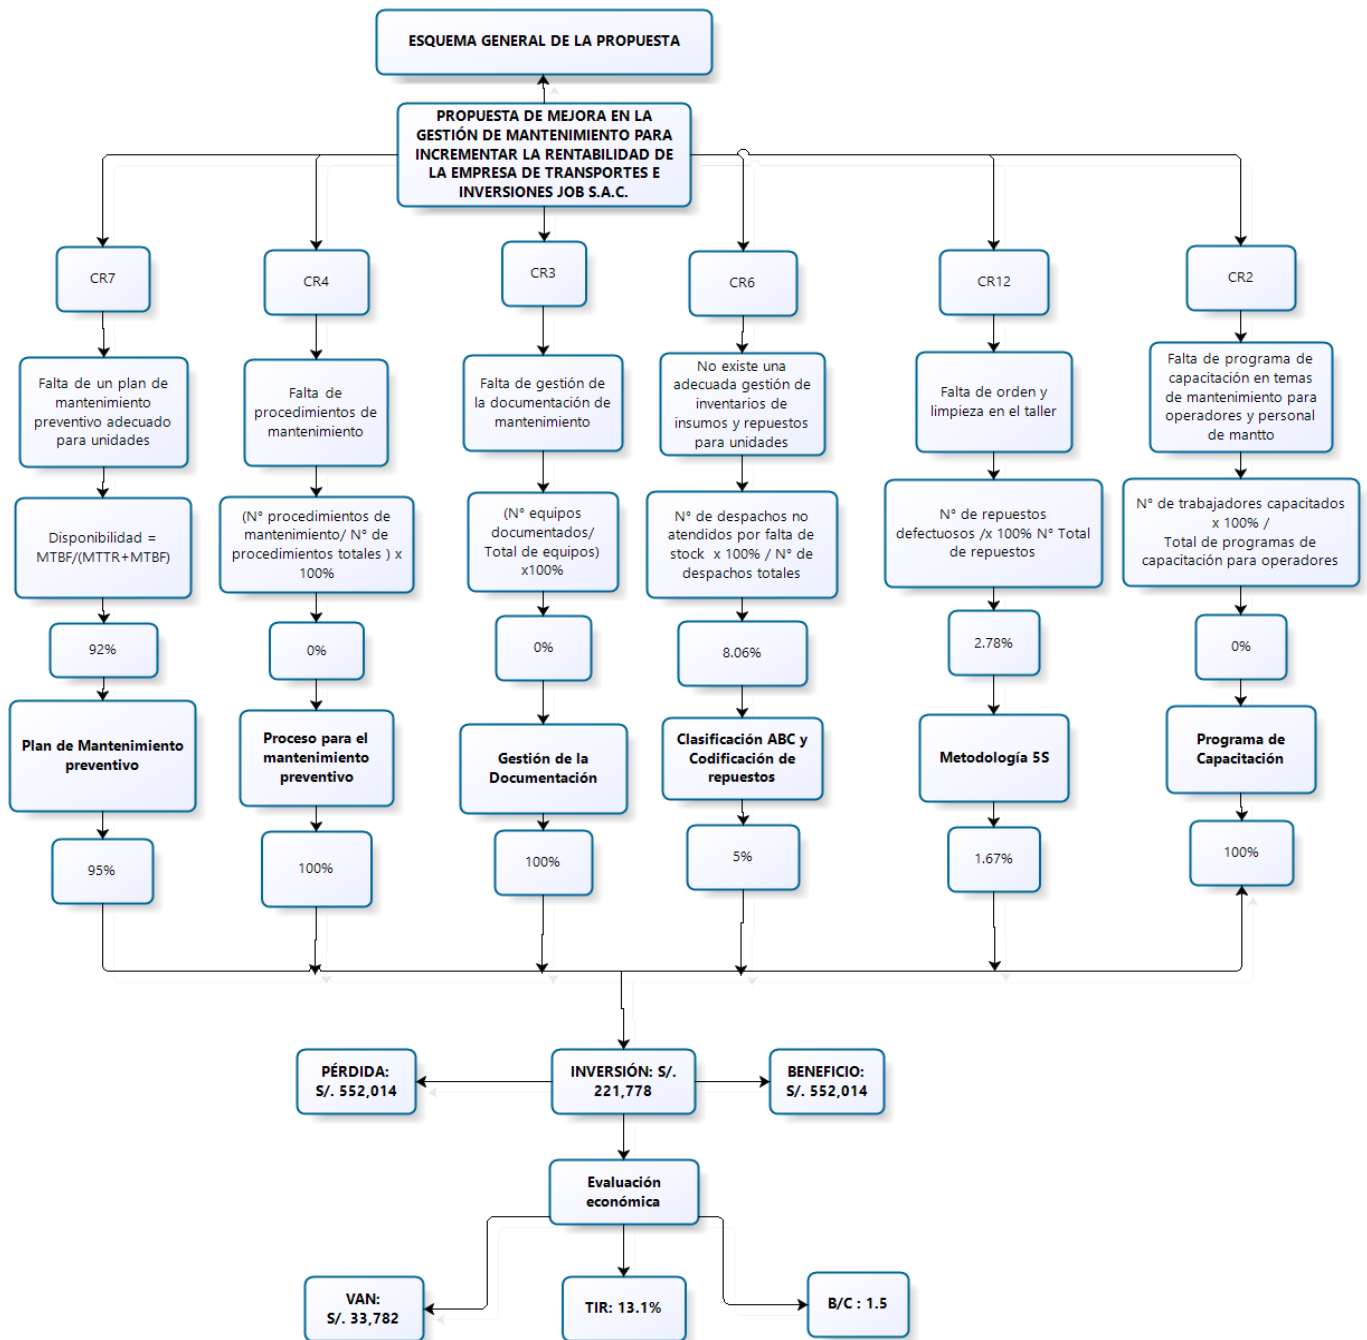 ESQUEMA GENERAL DE LA PROPUESTA
PROPUESTA DE MEJORA EN LA
GESTIÓN DE MANTENIMIENTO PARA
INCREMENTAR LA RENTABILIDAD DE
LA EMPRESA DE TRANSPORTES E
INVERSIONES JOB S.A.C.
CR7
CR4
CR3
CR6
CR12
CR2
Falta de un plan de
mantenimiento
preventivo adecuado
para unidades
Falta de
procedimientos de
mantenimiento
Falta de gestión de
la documentación de
mantenimiento
No existe una
adecuada gestión de
inventarios de
insumos y repuestos
para unidades
Falta de orden y
limpieza en el taller
Falta de programa de
capacitación en temas
de mantenimiento para
operadores y personal
de mantto
Disponibilidad =
MTBF/(MTTR+MTBF)
(N° procedimientos de
mantenimiento/ N° de
procedimientos totales ) x
100%
(N° equipos
documentados/
Total de equipos)
x100%
N° de despachos no
atendidos por falta de
stock x 100% / N° de
despachos totales
N° de repuestos
defectuosos /x 100% N° Total
de repuestos
N° de trabajadores capacitados
x 100% /
Total de programas de
capacitación para operadores
92%
0%
0%
8.06%
2.78%
0%
Plan de Mantenimiento
preventivo
Proceso para el
mantenimiento
preventivo
Gestión de la
Documentación
Clasificación ABC y
Codificación de
repuestos
Metodología 5S
Programa de
Capacitación
95%
100%
100%
5%
1.67%
100%
PÉRDIDA:
S/. 552,014
INVERSIÓN: S/.
221,778
BENEFICIO:
S/. 552,014
Evaluación
económica
VAN:
S/. 33,782
TIR: 13.1%
B/C : 1.5